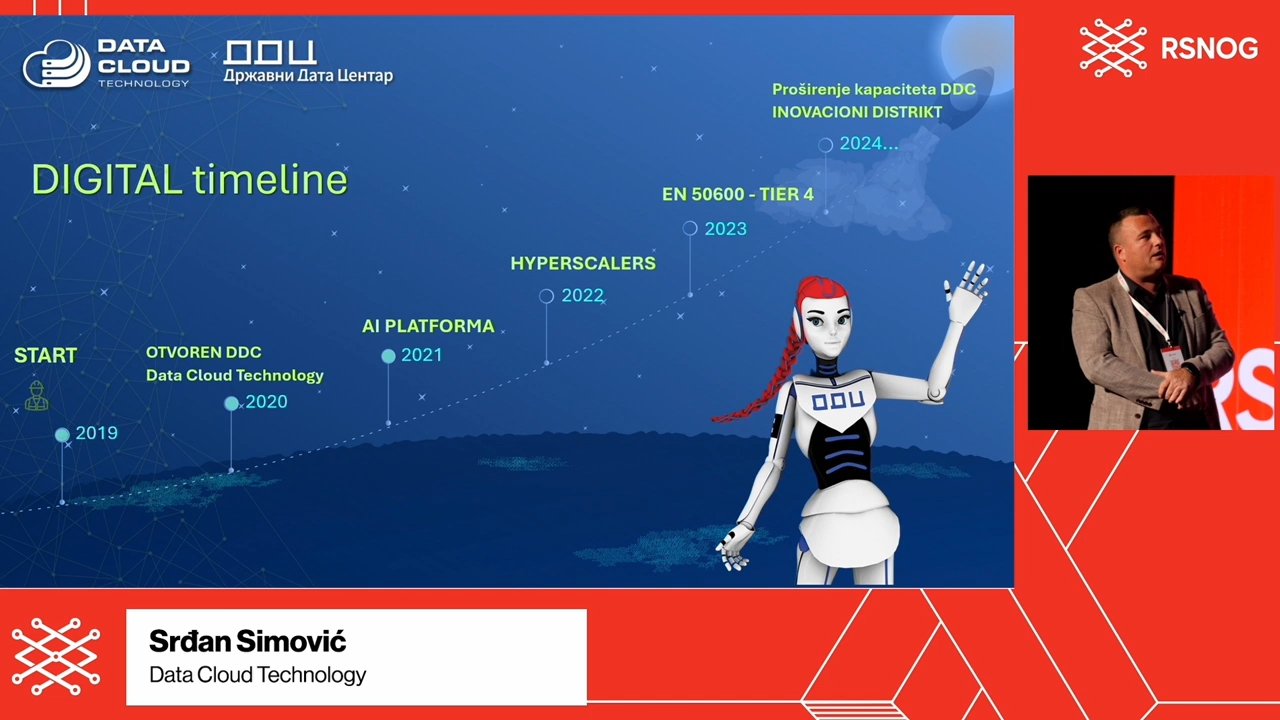 DATA
CLOUD
TECHNOLOGY
ДДЦ
Државни Дата Центар
RSNOG
DIGITAL timeline
START
2019
OTVOREN DDC
Data Cloud Technology
2020
AI PLATFORMA
2021
HYPERSCALERS
2022
EN 50600 - TIER 4
2023
Proširenje kapaciteta DDC
INOVACIONI DISTRIKT
2024...
ДДЦ
RS
Srđan Simović
Data Cloud Technology